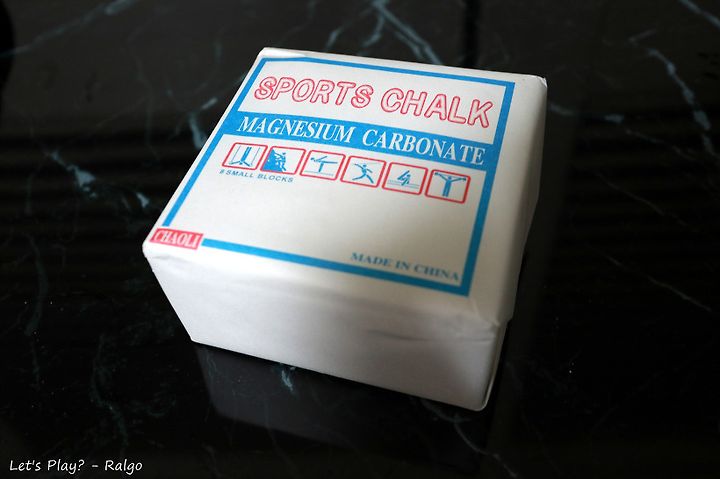 SPORTS CHALK
MAGNESIUM CARBONATE
8 SMALL BLOCKS
CHAOLI
MADE IN CHINA
Let's Play? - Ralgo